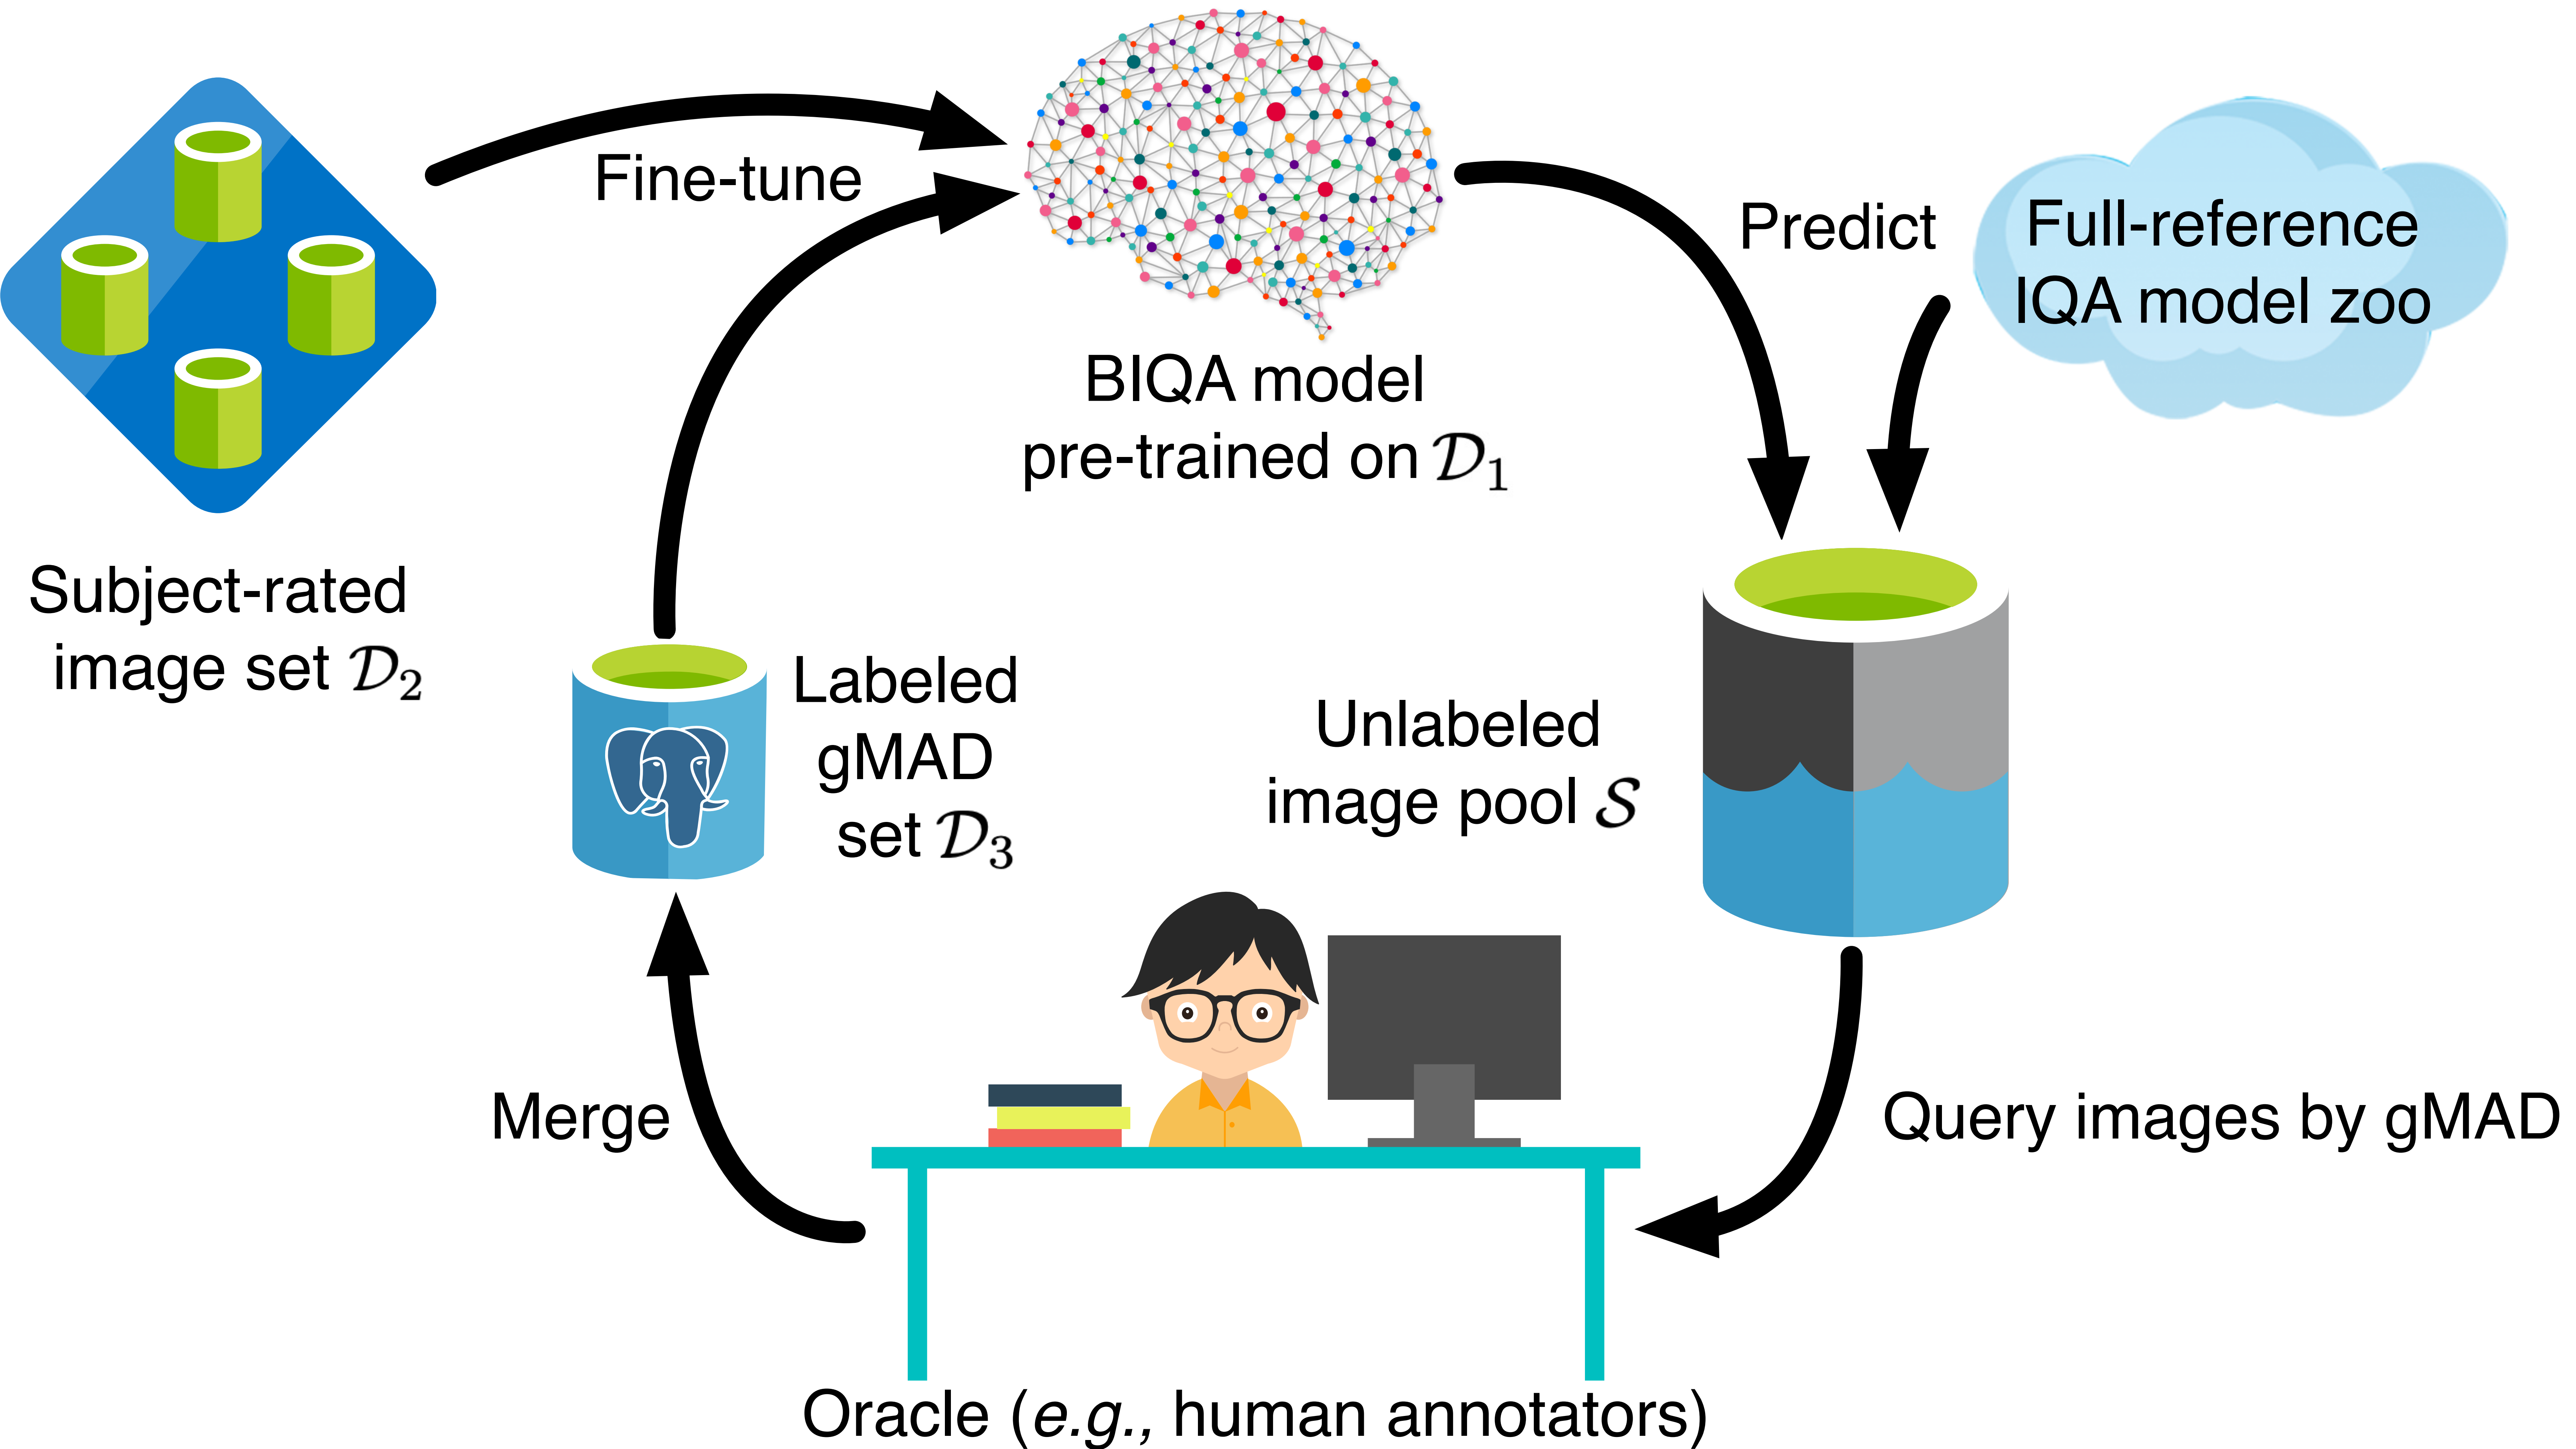 Fine-tune
Predict
Full-reference
IQA model zoo
BIQA model
pre-trained on 𝒟₁
Subject-rated
image set 𝒟₂
Labeled
gMAD
set 𝒟₃
Unlabeled
image pool 𝒮
Merge
Query images by gMAD
Oracle (e.g., human annotators)